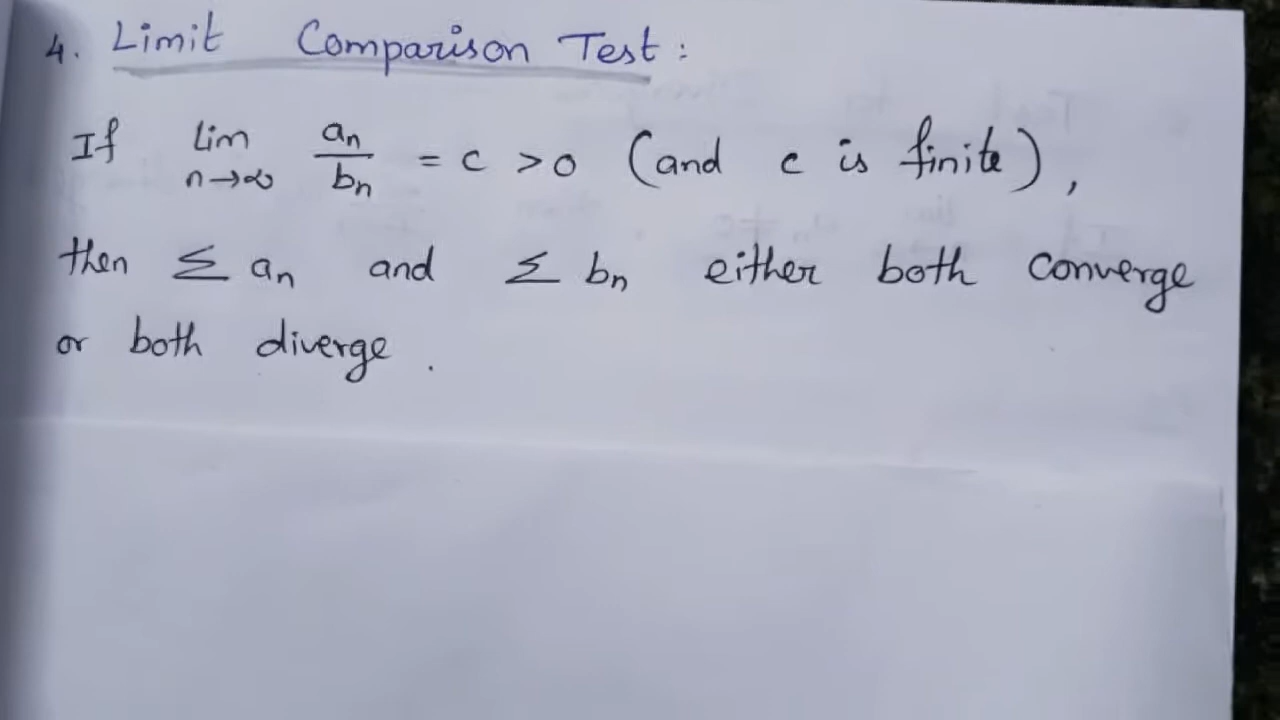 4. Limit Comparison Test :
If lim n→∞ an/bn = c > 0 (and c is finite),
then Σ an and Σ bn either both converge
or both diverge.